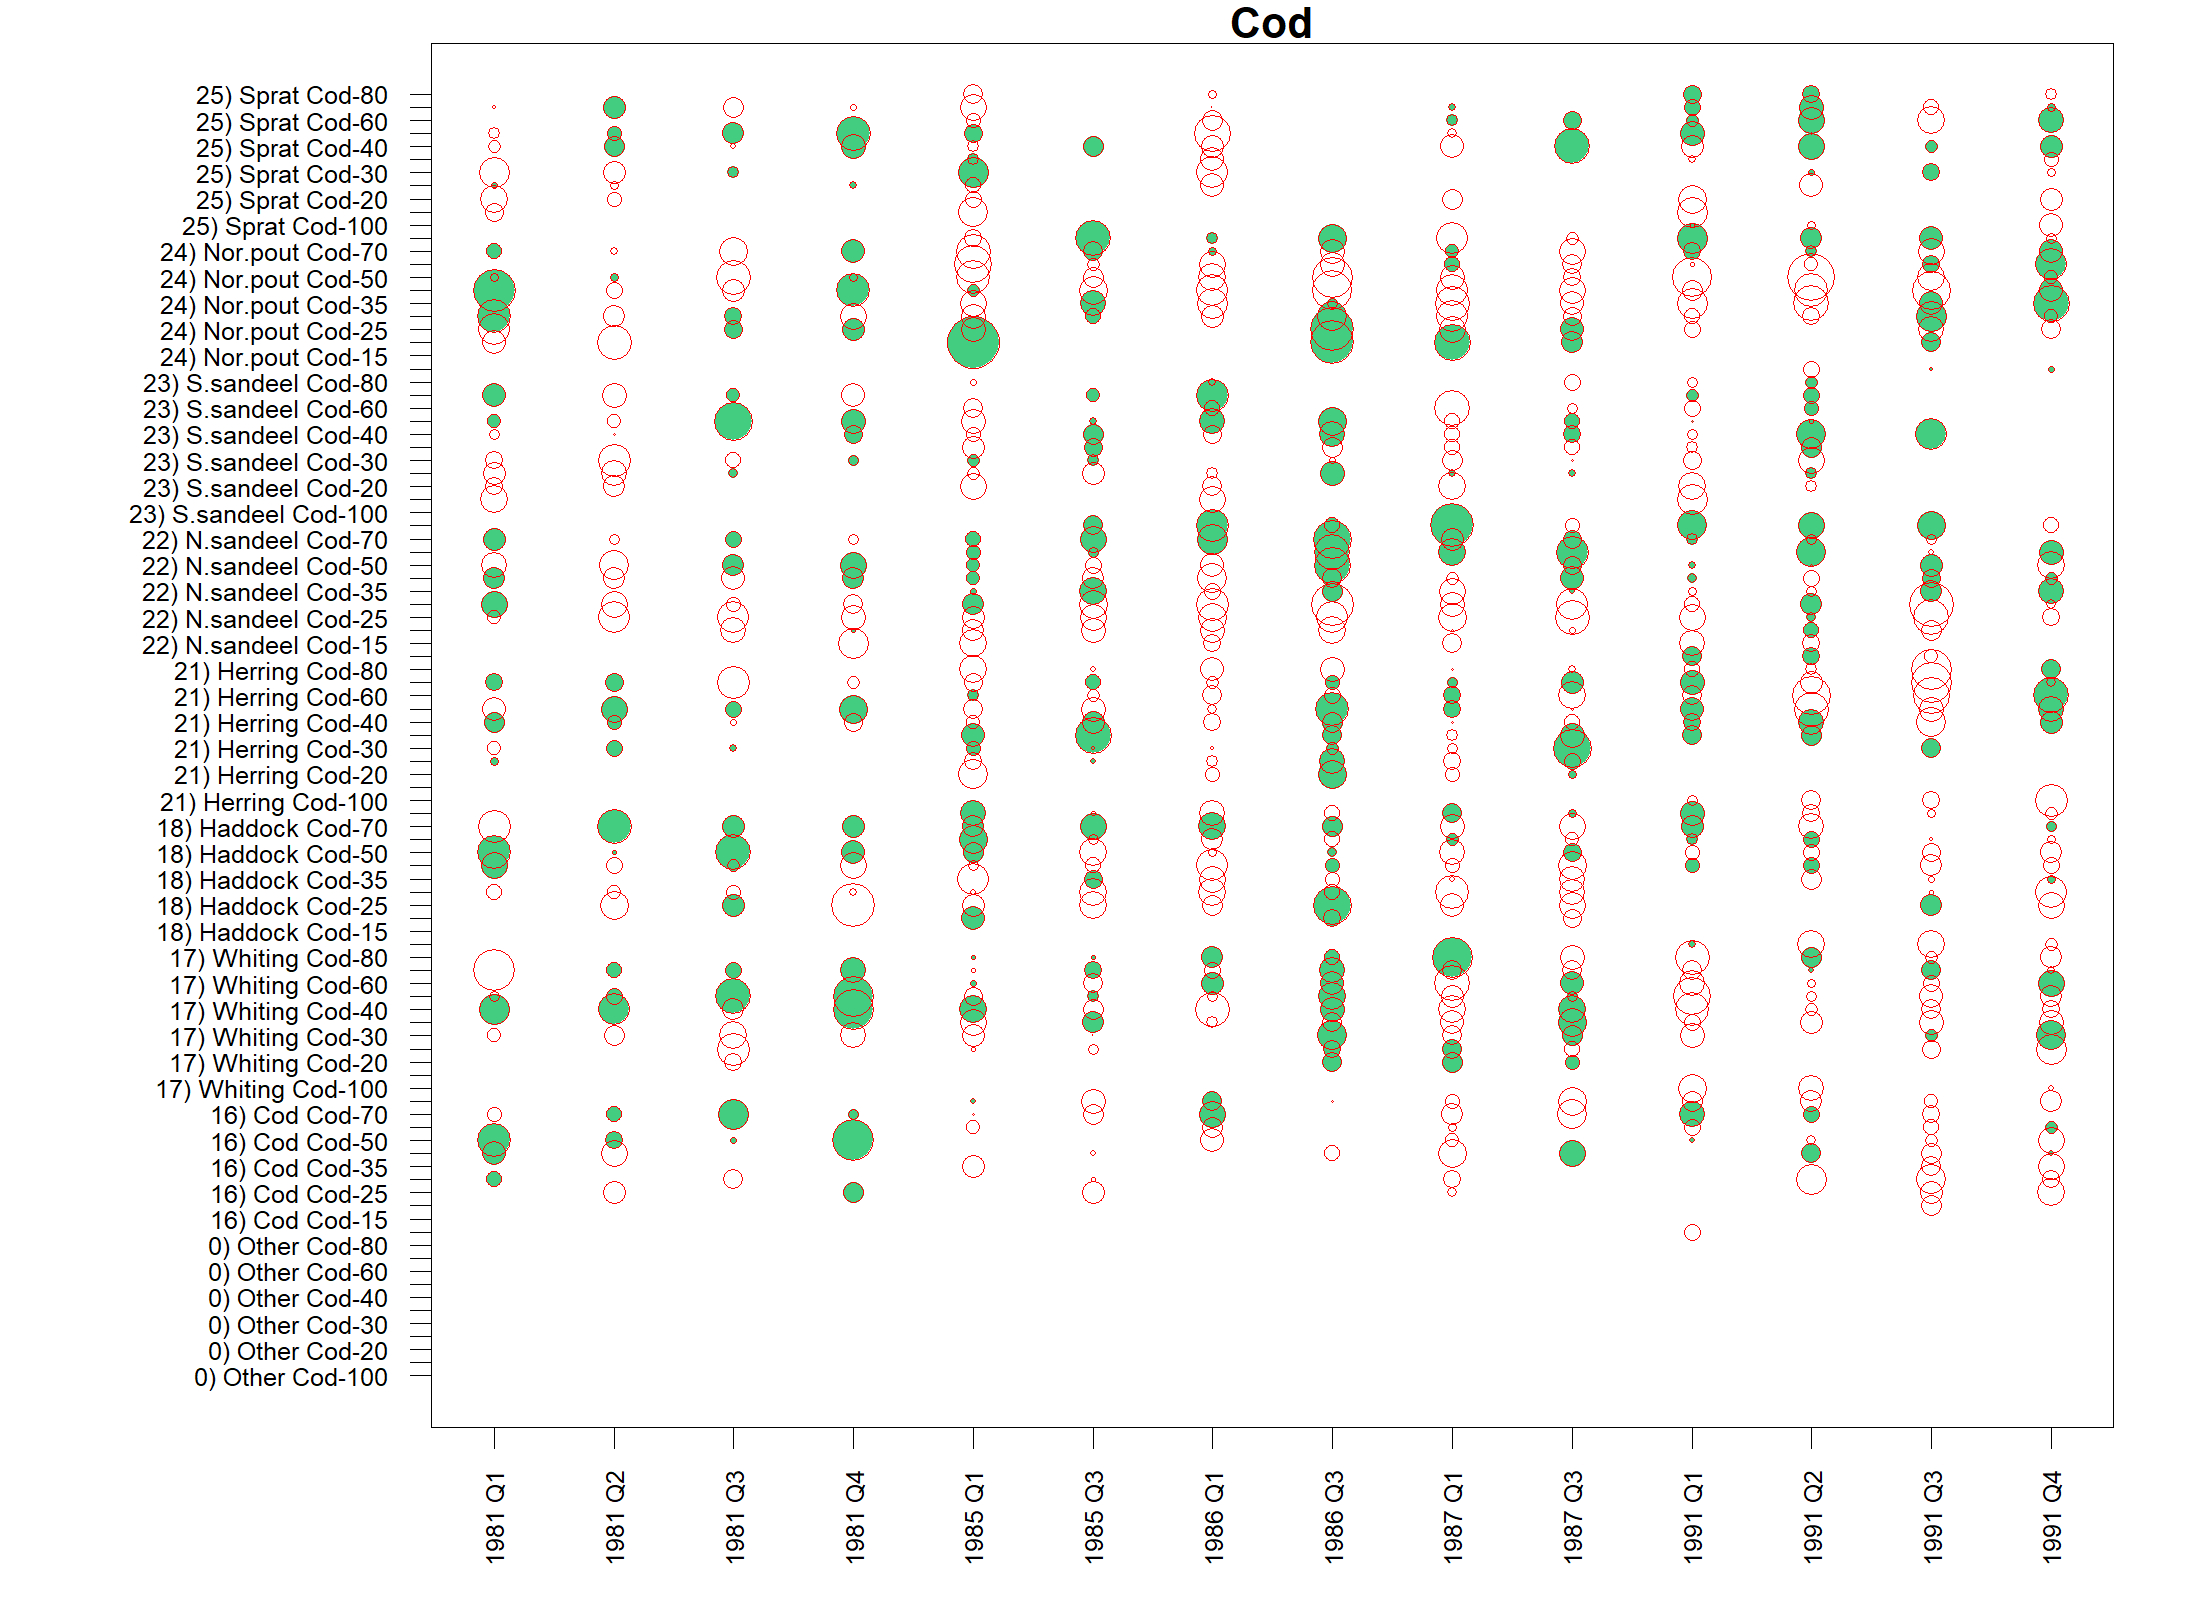 Cod
25) Sprat Cod-80
25) Sprat Cod-60
25) Sprat Cod-40
25) Sprat Cod-30
25) Sprat Cod-20
25) Sprat Cod-100
24) Nor.pout Cod-70
24) Nor.pout Cod-50
24) Nor.pout Cod-35
24) Nor.pout Cod-25
24) Nor.pout Cod-15
23) S.sandeel Cod-80
23) S.sandeel Cod-60
23) S.sandeel Cod-40
23) S.sandeel Cod-30
23) S.sandeel Cod-20
23) S.sandeel Cod-100
22) N.sandeel Cod-70
22) N.sandeel Cod-50
22) N.sandeel Cod-35
22) N.sandeel Cod-25
22) N.sandeel Cod-15
21) Herring Cod-80
21) Herring Cod-60
21) Herring Cod-40
21) Herring Cod-30
21) Herring Cod-20
21) Herring Cod-100
18) Haddock Cod-70
18) Haddock Cod-50
18) Haddock Cod-35
18) Haddock Cod-25
18) Haddock Cod-15
17) Whiting Cod-80
17) Whiting Cod-60
17) Whiting Cod-40
17) Whiting Cod-30
17) Whiting Cod-20
17) Whiting Cod-100
16) Cod Cod-70
16) Cod Cod-50
16) Cod Cod-35
16) Cod Cod-25
16) Cod Cod-15
0) Other Cod-80
0) Other Cod-60
0) Other Cod-40
0) Other Cod-30
0) Other Cod-20
0) Other Cod-100
1981 Q1
1981 Q2
1981 Q3
1981 Q4
1985 Q1
1985 Q3
1986 Q1
1986 Q3
1987 Q1
1987 Q3
1991 Q1
1991 Q2
1991 Q3
1991 Q4